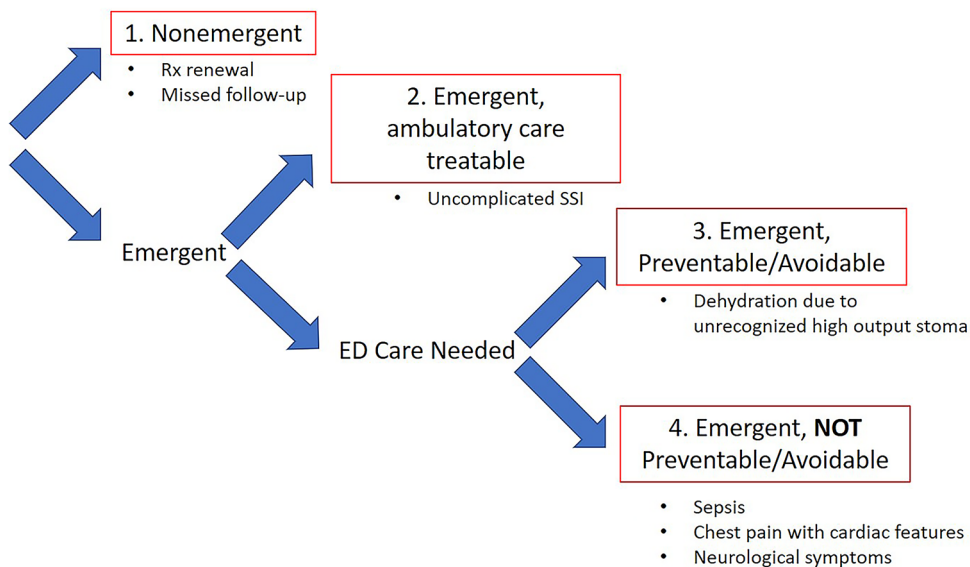 1. Nonemergent
• Rx renewal
• Missed follow-up
2. Emergent,
ambulatory care
treatable
• Uncomplicated SSI
Emergent
3. Emergent,
Preventable/Avoidable
• Dehydration due to
unrecognized high output stoma
ED Care Needed
4. Emergent, NOT
Preventable/Avoidable
• Sepsis
• Chest pain with cardiac features
• Neurological symptoms